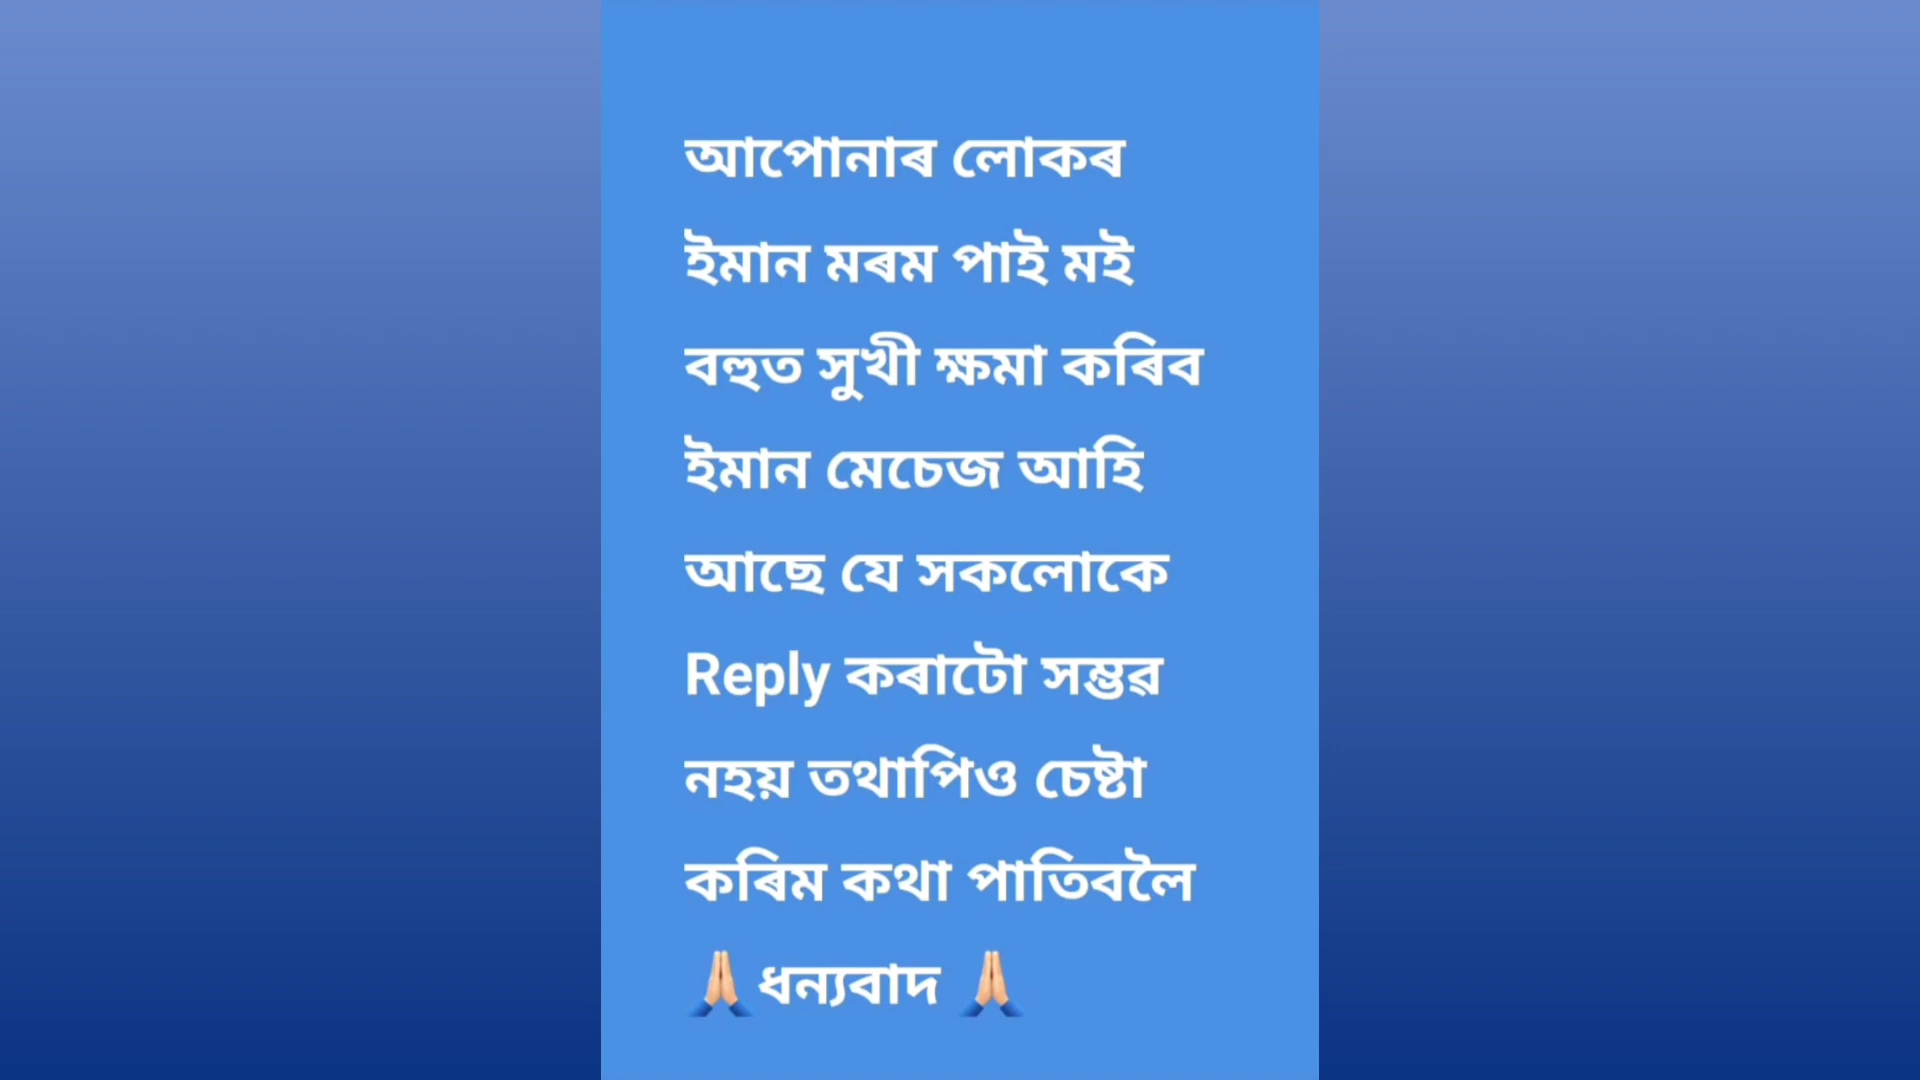 আপোনাৰ লোকৰ
ইমান মৰম পাই মই
বহুত সুখী ক্ষমা কৰিব
ইমান মেচেজ আহি
আছে যে সকলোকে
Reply কৰাটো সম্ভৱ
নহয় তথাপিও চেষ্টা
কৰিম কথা পাতিবলৈ
🙏🏻ধন্যবাদ 🙏🏻